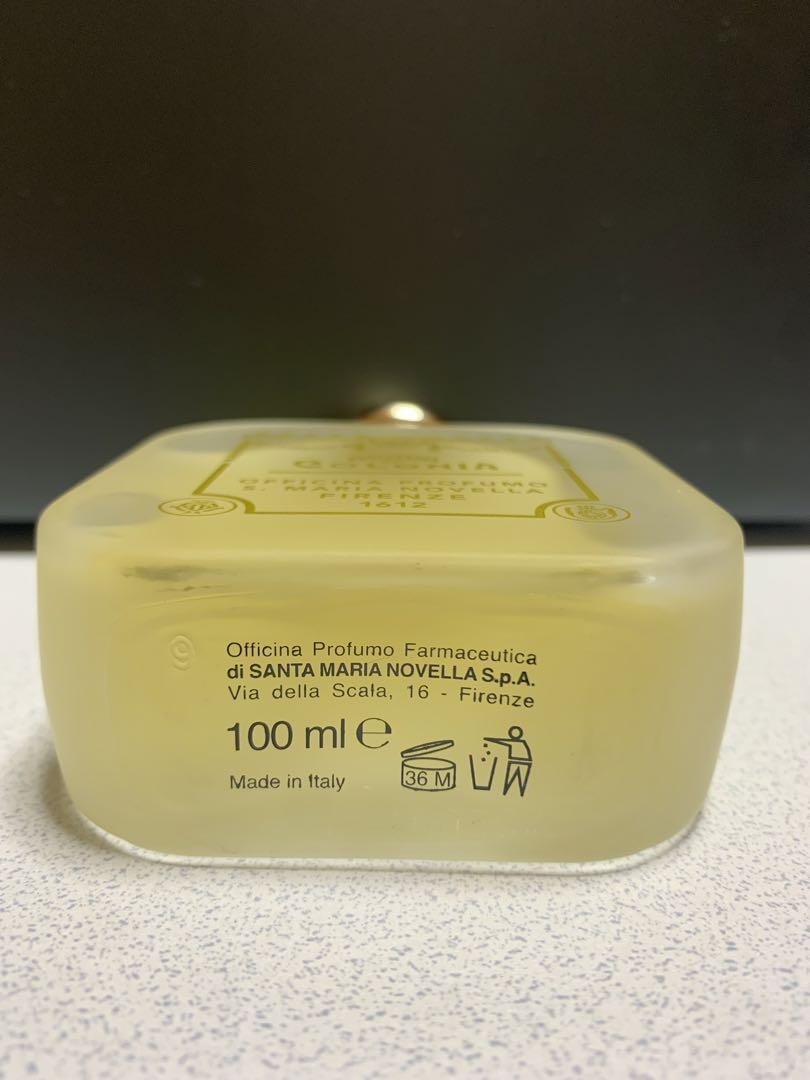 COLONIA
OFFICINA PROFUMO
S. MARIA NOVELLA
FIRENZE
1612
9
Officina Profumo Farmaceutica
di SANTA MARIA NOVELLA S.p.A.
Via della Scala, 16 - Firenze
100 ml ℮
36 M
Made in Italy